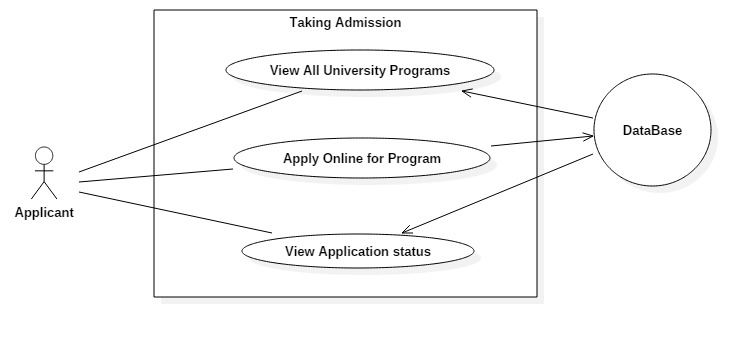 Taking Admission
View All University Programs
DataBase
Apply Online for Program
Applicant
View Application status